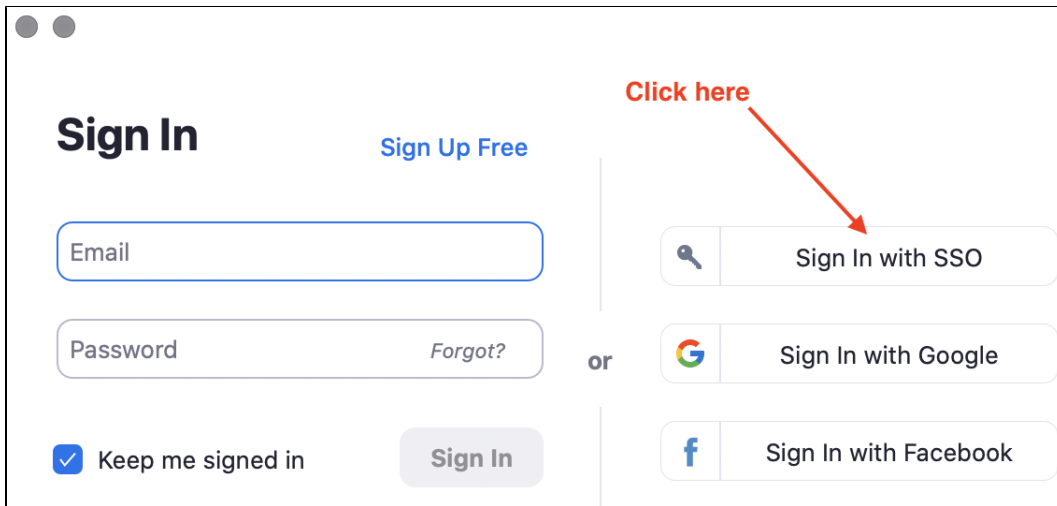 Click here
Sign In
Sign Up Free
Email
Password
Forgot?
Keep me signed in
Sign In
or
Sign In with SSO
Sign In with Google
Sign In with Facebook